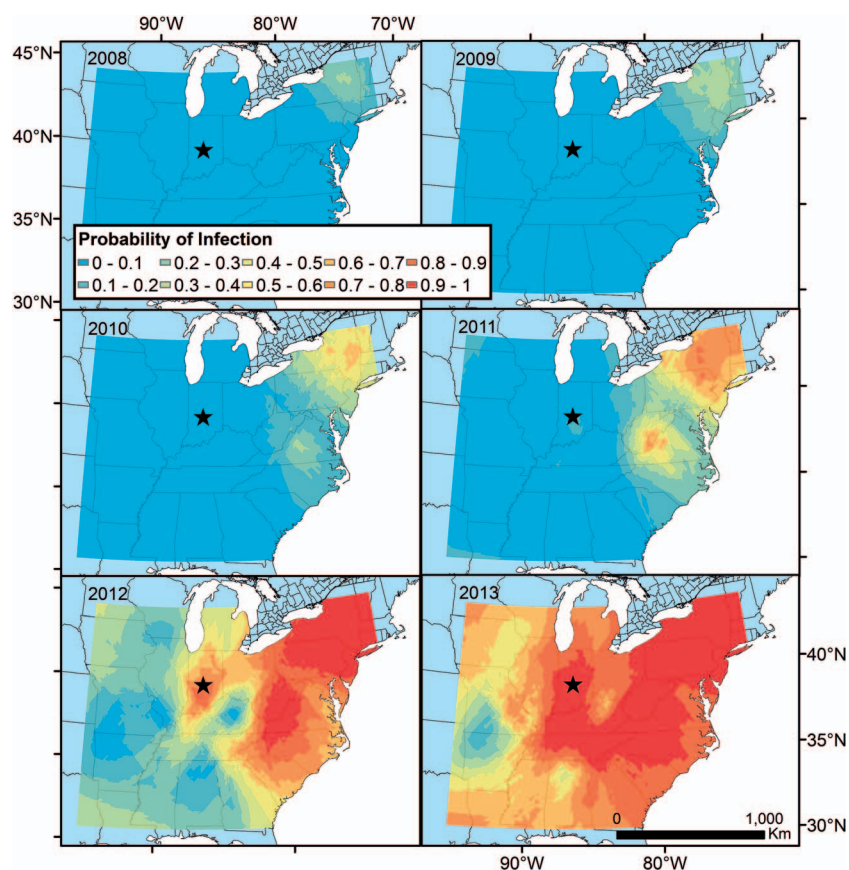 90°W 80°W 70°W
45°N
40°N
35°N
30°N
2008
2009
Probability of Infection
0 - 0.1 0.2 - 0.3 0.4 - 0.5 0.6 - 0.7 0.8 - 0.9
0.1 - 0.2 0.3 - 0.4 0.5 - 0.6 0.7 - 0.8 0.9 - 1
2010
2011
2012
2013
40°N
35°N
30°N
0 1,000
Km
90°W 80°W